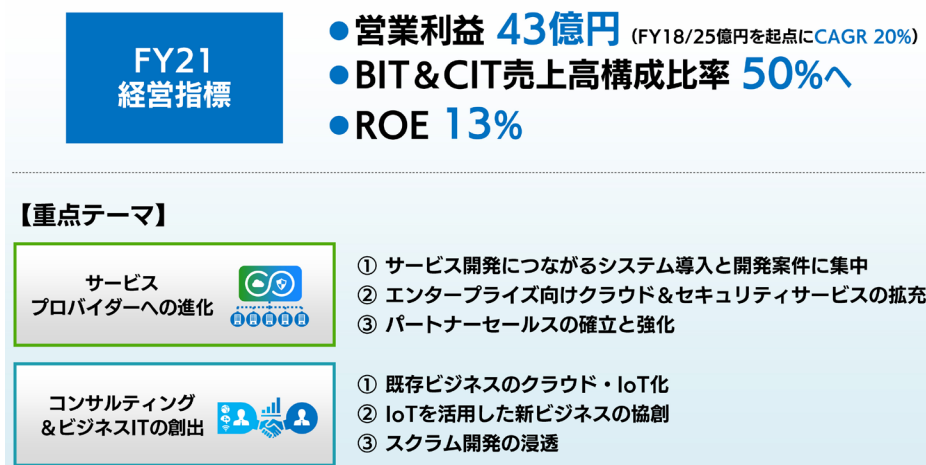 FY21
経営指標
●営業利益 43億円 (FY18/25億円を起点にCAGR 20%)
●BIT＆CIT売上高構成比率 50%へ
●ROE 13%
【重点テーマ】
サービス
プロバイダーへの進化
① サービス開発につながるシステム導入と開発案件に集中
② エンタープライズ向けクラウド＆セキュリティサービスの拡充
③ パートナーセールスの確立と強化
コンサルティング
＆ビジネスITの創出
① 既存ビジネスのクラウド・IoT化
② IoTを活用した新ビジネスの協創
③ スクラム開発の浸透